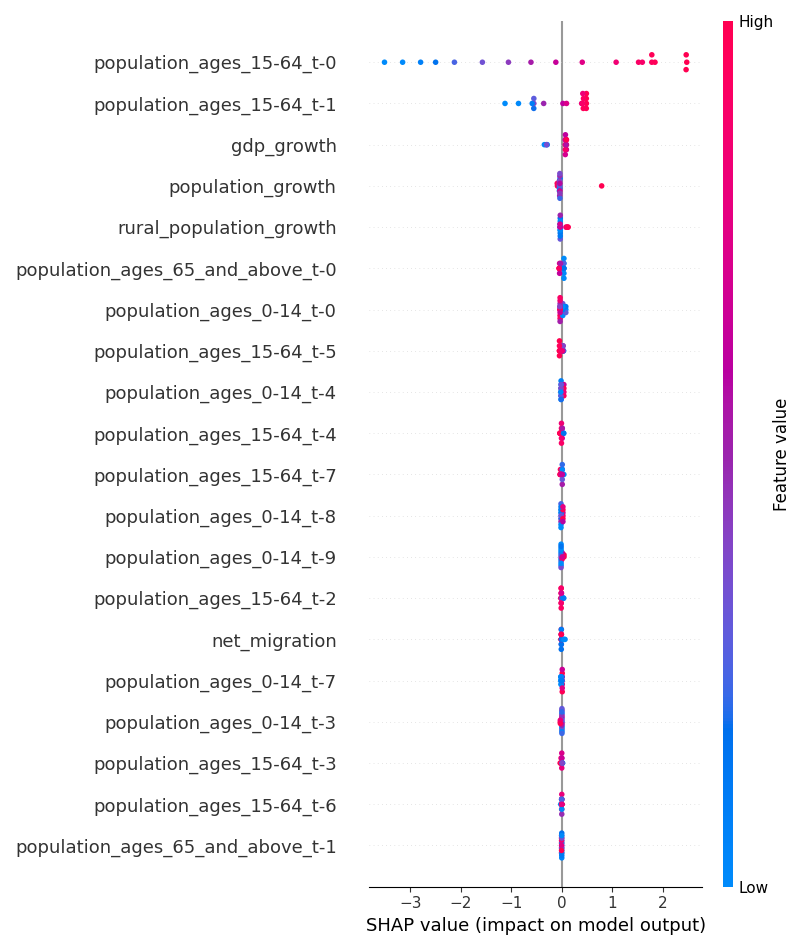 High
population_ages_15-64_t-0
population_ages_15-64_t-1
gdp_growth
population_growth
rural_population_growth
population_ages_65_and_above_t-0
population_ages_0-14_t-0
population_ages_15-64_t-5
population_ages_0-14_t-4
population_ages_15-64_t-4
population_ages_15-64_t-7
population_ages_0-14_t-8
population_ages_0-14_t-9
population_ages_15-64_t-2
net_migration
population_ages_0-14_t-7
population_ages_0-14_t-3
population_ages_15-64_t-3
population_ages_15-64_t-6
population_ages_65_and_above_t-1
Feature value
Low
−3 −2 −1 0 1 2
SHAP value (impact on model output)